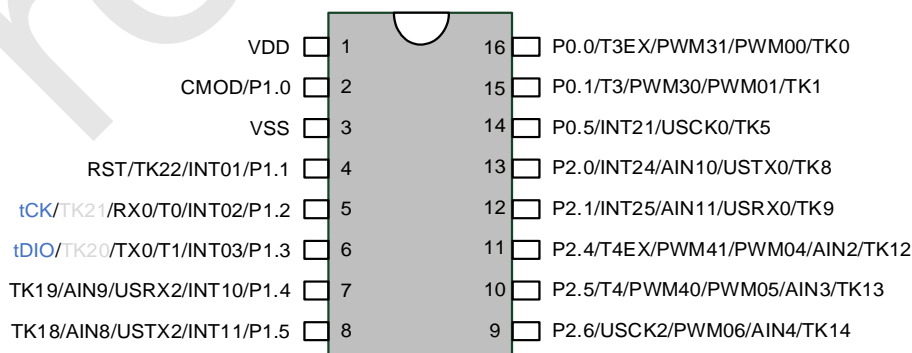 VDD 1 16 P0.0/T3EX/PWM31/PWM00/TK0
CMOD/P1.0 2 15 P0.1/T3/PWM30/PWM01/TK1
VSS 3 14 P0.5/INT21/USCK0/TK5
RST/TK22/INT01/P1.1 4 13 P2.0/INT24/AIN10/USTX0/TK8
tCK/TK21/RX0/T0/INT02/P1.2 5 12 P2.1/INT25/AIN11/USRX0/TK9
tDIO/TK20/TX0/T1/INT03/P1.3 6 11 P2.4/T4EX/PWM41/PWM04/AIN2/TK12
TK19/AIN9/USRX2/INT10/P1.4 7 10 P2.5/T4/PWM40/PWM05/AIN3/TK13
TK18/AIN8/USTX2/INT11/P1.5 8 9 P2.6/USCK2/PWM06/AIN4/TK14